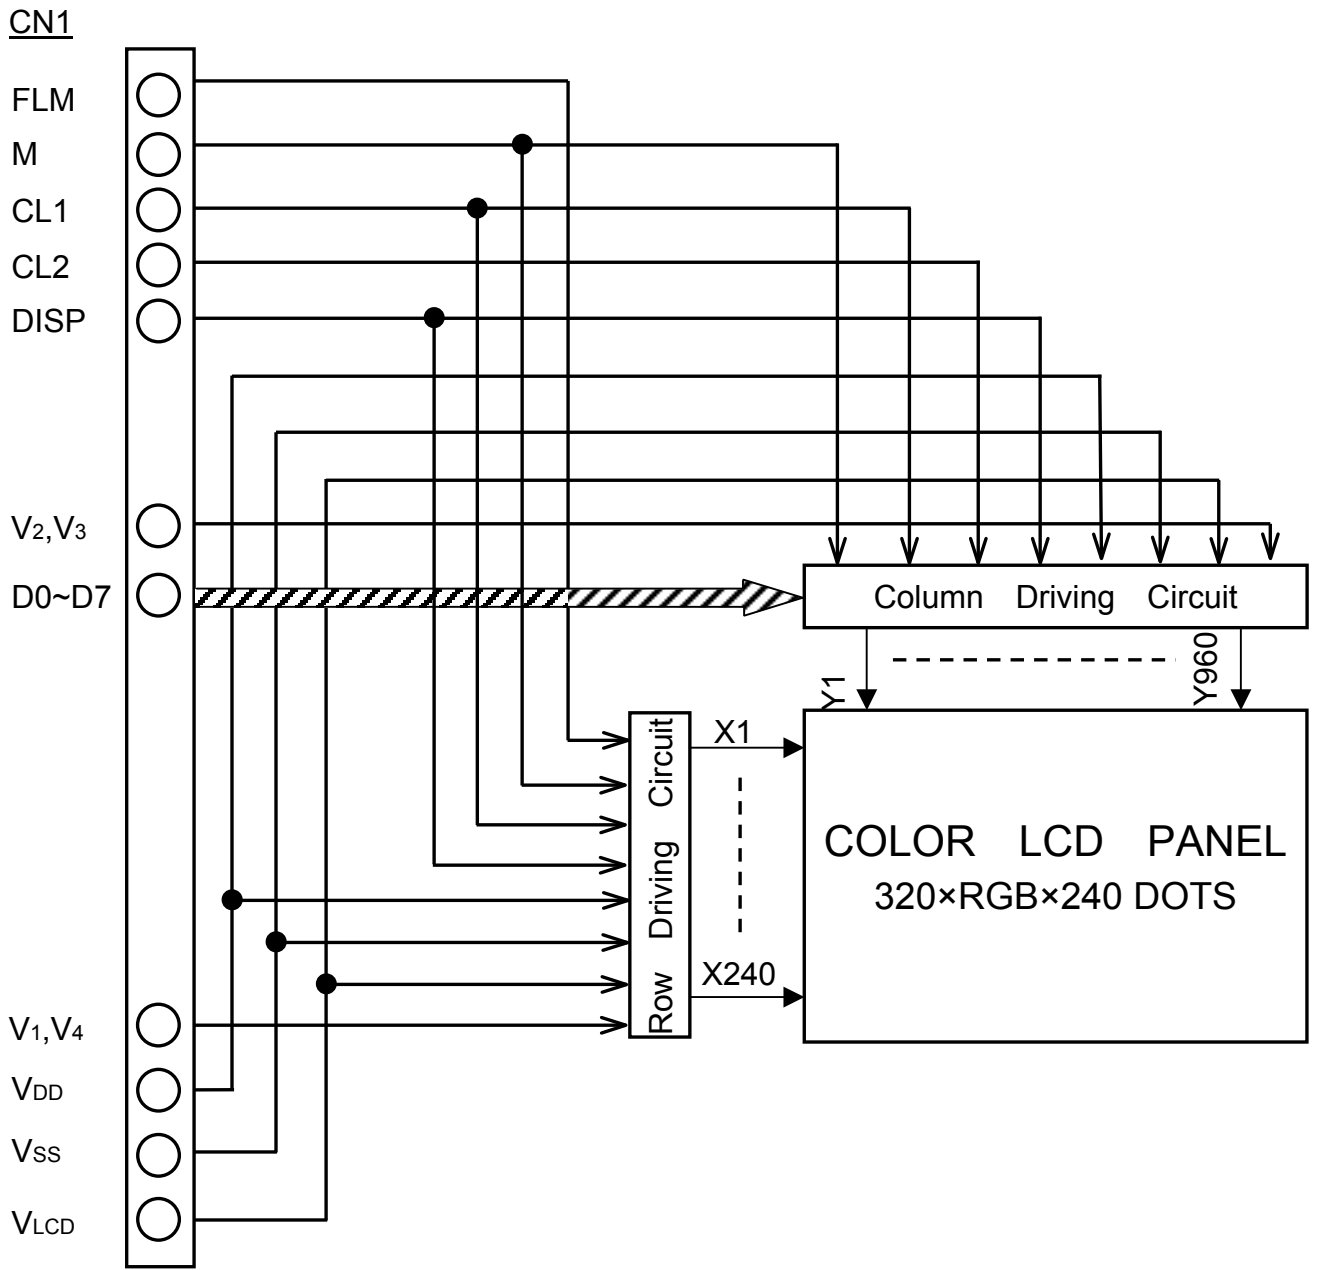 CN1
FLM
M
CL1
CL2
DISP
V2,V3
D0~D7
Column Driving Circuit
Y1
Y960
Row Driving Circuit
X1
X240
COLOR LCD PANEL
320×RGB×240 DOTS
V1,V4
VDD
VSS
VLCD